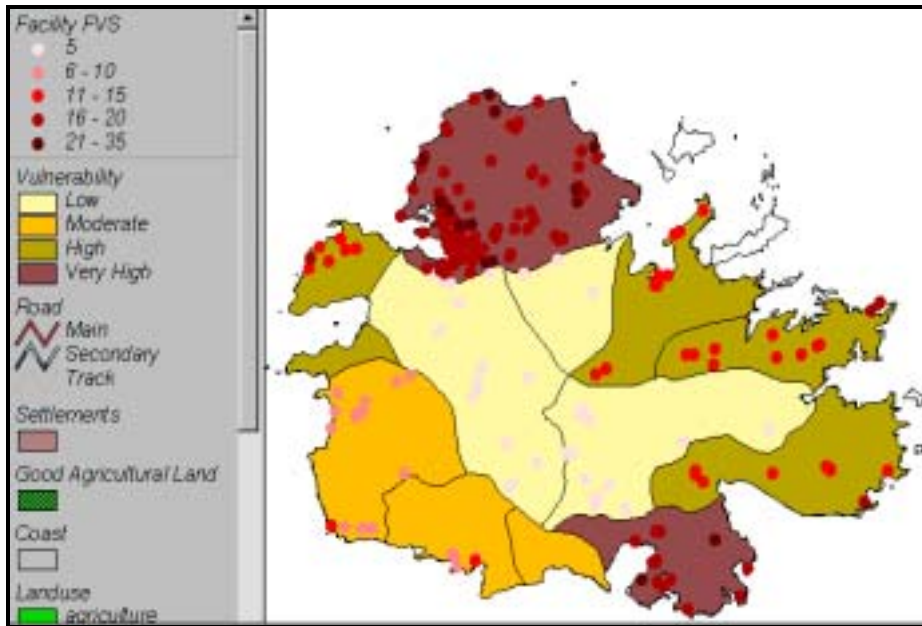 Facility FVS
5
6 - 10
11 - 15
16 - 20
21 - 35
Vulnerability
Low
Moderate
High
Very High
Road
Main
Secondary
Track
Settlements
Good Agricultural Land
Coast
Landuse
agriculture